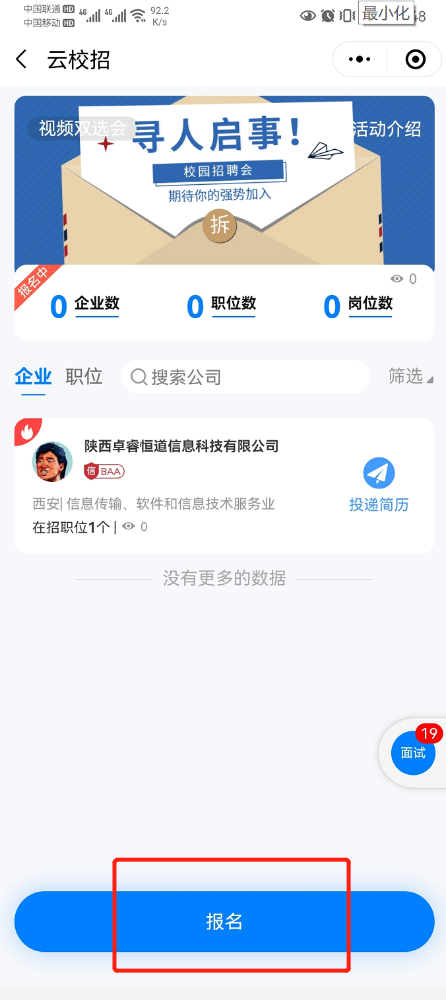 中国联通 HD 4G 4G 92.2
中国移动 HD K/s
最小化 48
云校招
视频双选会
活动介绍
寻人启事！
校园招聘会
期待你的强势加入
拆
报名中
0
0 企业数 0 职位数 0 岗位数
企业 职位 搜索公司 筛选
陕西卓睿恒道信息科技有限公司
信 BAA
投递简历
西安| 信息传输、软件和信息技术服务业
在招职位1个 | 0
没有更多的数据
19
面试
报名